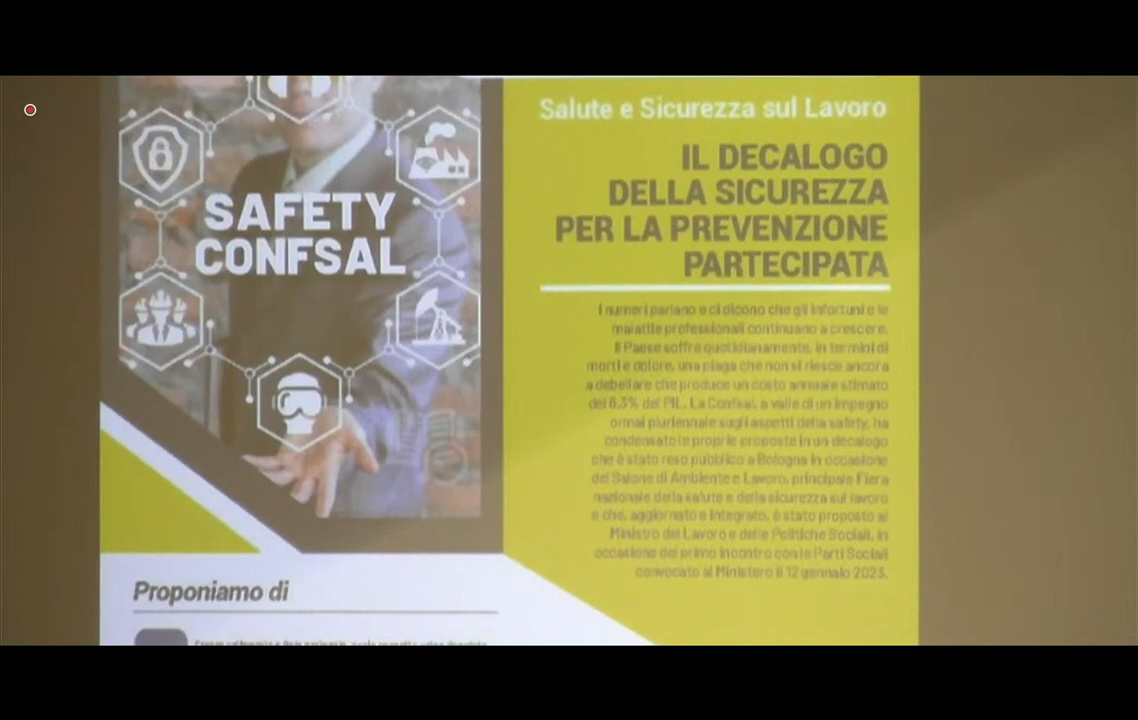 SAFETY
CONFSAL
Salute e Sicurezza sul Lavoro
IL DECALOGO
DELLA SICUREZZA
PER LA PREVENZIONE
PARTECIPATA
I numeri parlano e ci dicono che gli infortuni e le
malattie professionali continuano a crescere.
Il Paese soffre quotidianamente, in termini di
morti e dolore, una piaga che non si riesce ancora
a debellare che produce un costo annuale stimato
del 6.3% del PIL. La Confsal, a valle di un impegno
ormai pluriennale sugli aspetti della safety, ha
condensato le proprie proposte in un decalogo
che è stato reso pubblico a Bologna in occasione
del Salone di Ambiente e Lavoro, principale Fiera
nazionale della salute e della sicurezza sul lavoro
e che, aggiornato e integrato, è stato proposto al
Ministro del Lavoro e delle Politiche Sociali, in
occasione del primo incontro con le Parti Sociali
convocato al Ministero il 12 gennaio 2023.
Proponiamo di